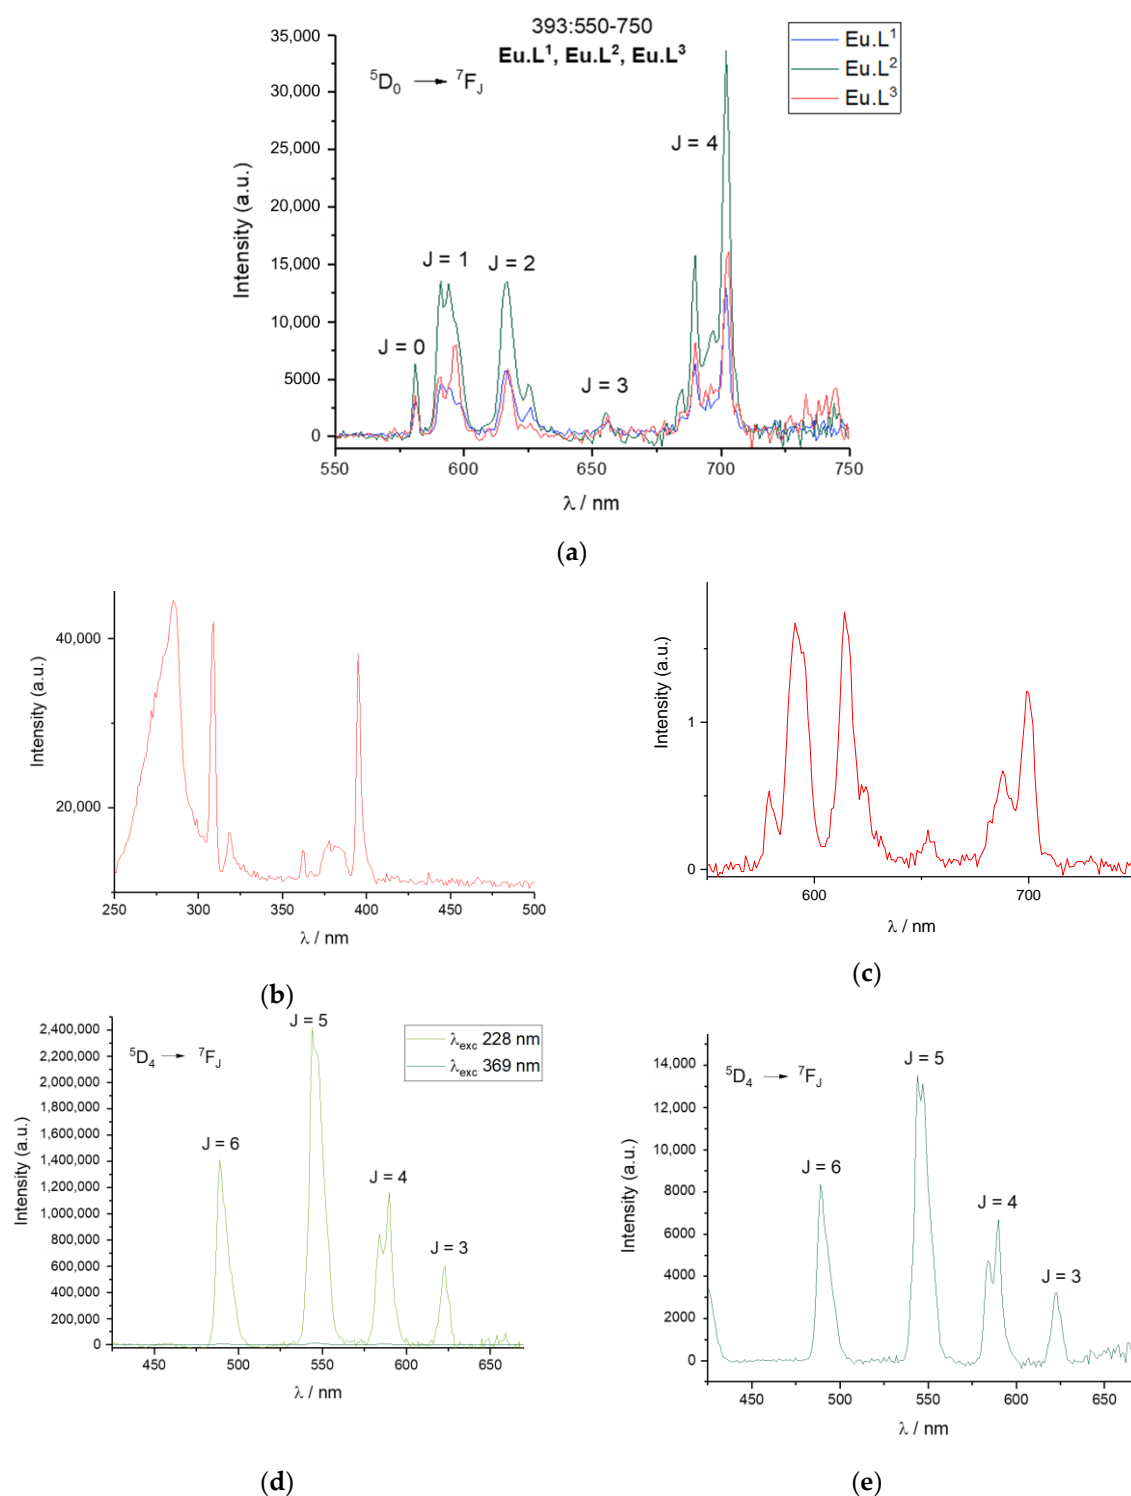 393:550-750
Eu.L¹, Eu.L², Eu.L³
⁵D₀ ⟶ ⁷F_J
Eu.L¹
Eu.L²
Eu.L³
35,000
30,000
25,000
20,000
15,000
10,000
5000
0
Intensity (a.u.)
J = 0
J = 1
J = 2
J = 3
J = 4
550 600 650 700 750
λ / nm
(a)
40,000
20,000
Intensity (a.u.)
250 300 350 400 450 500
λ / nm
(b)
1
0
Intensity (a.u.)
600 700
λ / nm
(c)
2,400,000
2,200,000
2,000,000
1,800,000
1,600,000
1,400,000
1,200,000
1,000,000
800,000
600,000
400,000
200,000
0
Intensity (a.u.)
⁵D₄ ⟶ ⁷F_J
J = 6
J = 5
J = 4
J = 3
λexc 228 nm
λexc 369 nm
450 500 550 600 650
λ / nm
(d)
14,000
12,000
10,000
8000
6000
4000
2000
0
Intensity (a.u.)
⁵D₄ ⟶ ⁷F_J
J = 6
J = 5
J = 4
J = 3
450 500 550 600 650
λ / nm
(e)